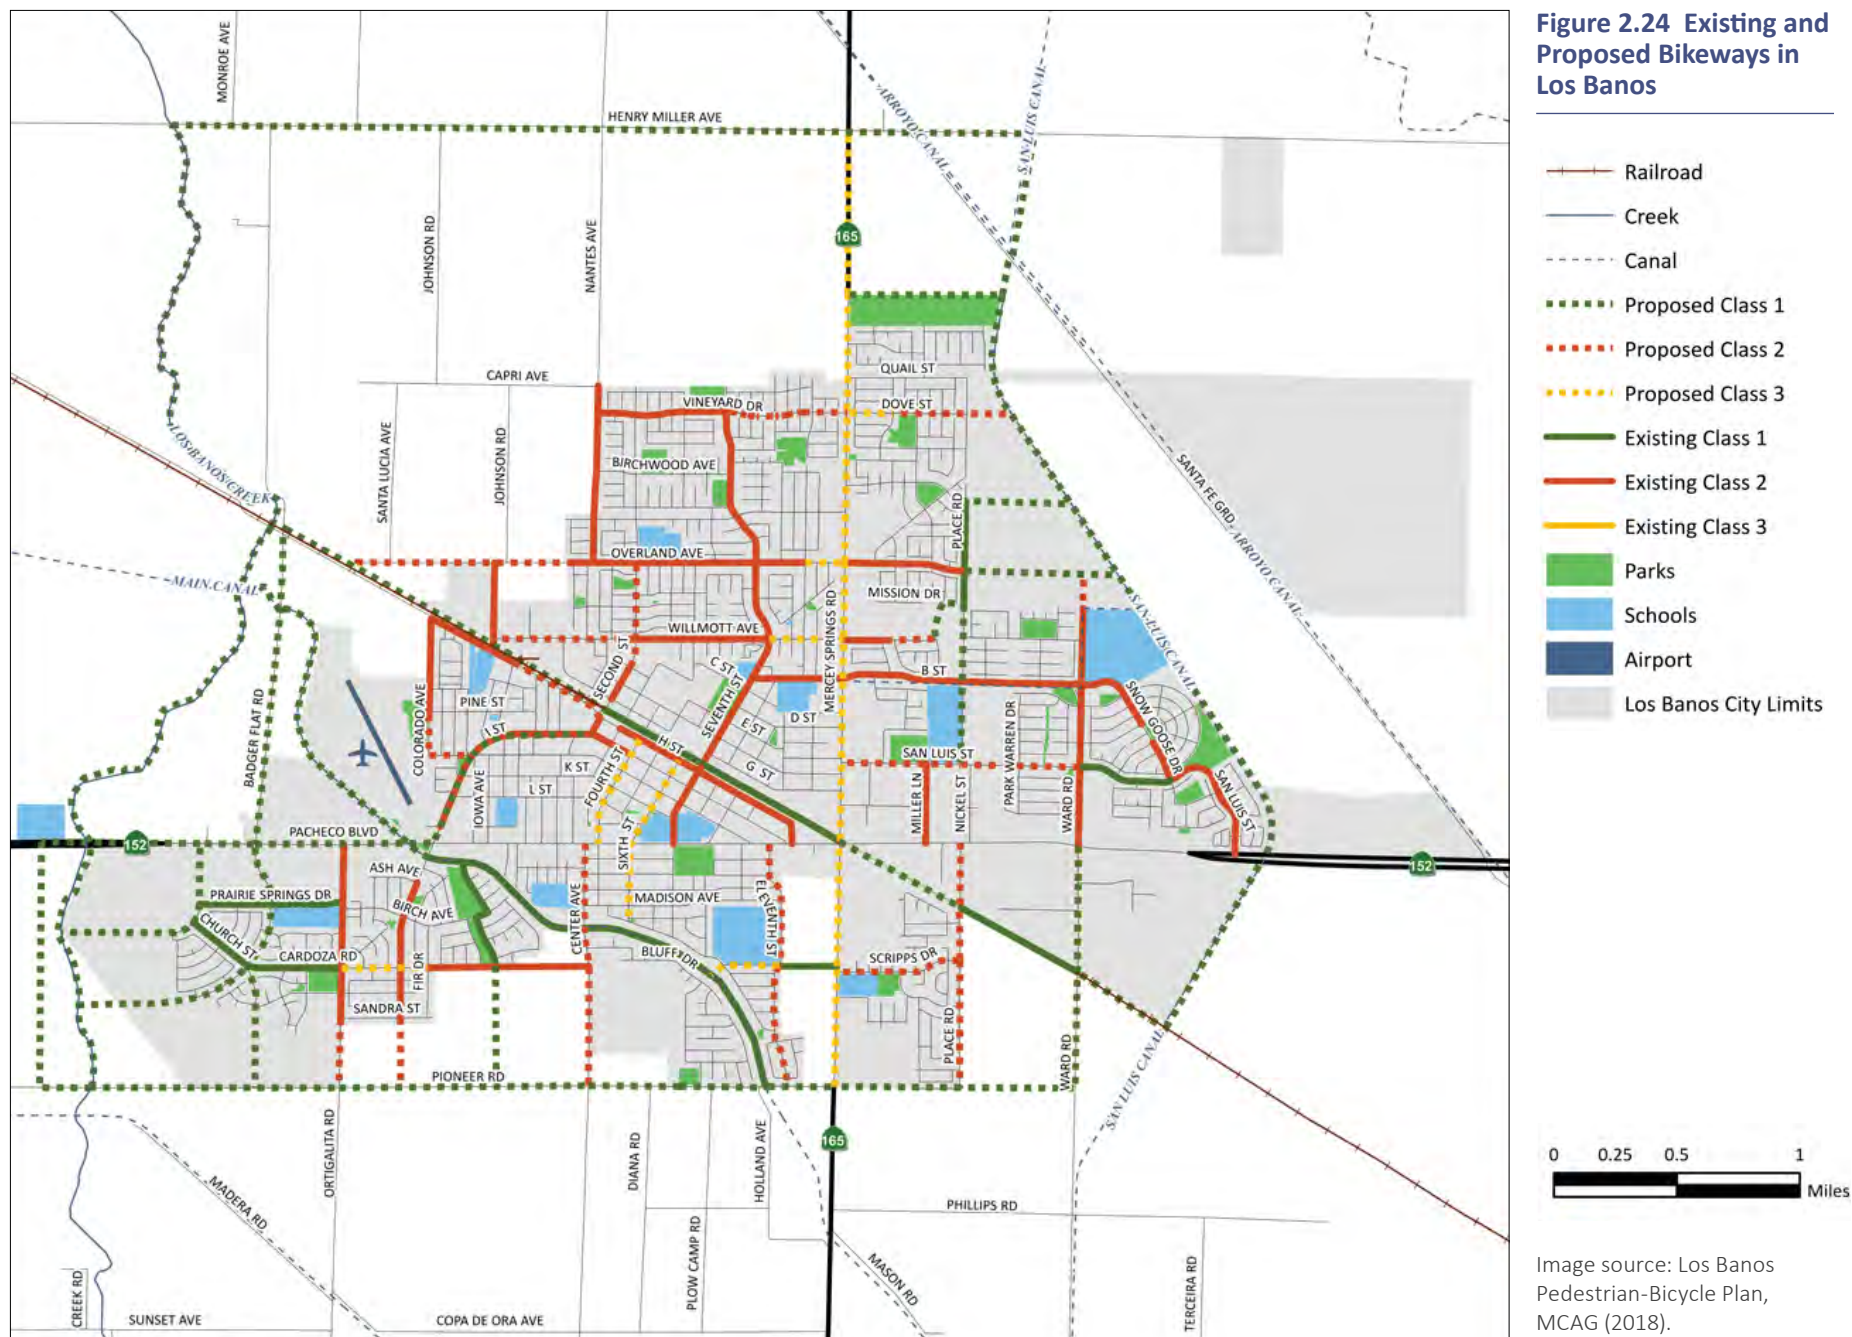 Figure 2.24 Existing and
Proposed Bikeways in
Los Banos
Railroad
Creek
Canal
Proposed Class 1
Proposed Class 2
Proposed Class 3
Existing Class 1
Existing Class 2
Existing Class 3
Parks
Schools
Airport
Los Banos City Limits
0 0.25 0.5 1
Miles
Image source: Los Banos
Pedestrian-Bicycle Plan,
MCAG (2018).
MONROE AVE
HENRY MILLER AVE
ARROYO CANAL
SAN LUIS CANAL
JOHNSON RD
NANTES AVE
165
QUAIL ST
CAPRI AVE
VINEYARD DR
DOVE ST
SANTA LUCIA AVE
JOHNSON RD
BIRCHWOOD AVE
LOS BANOS CREEK
SANTA FE GRD
ARROYO CANAL
PLACE RD
OVERLAND AVE
MAIN CANAL
MISSION DR
MERCEY SPRINGS RD
SAN LUIS CANAL
WILLMOTT AVE
SECOND ST
C ST
B ST
SEVENTH ST
PINE ST
COLORADO AVE
BADGER FLAT RD
I ST
E ST
D ST
H ST
G ST
K ST
L ST
FOURTH ST
IOWA AVE
SAN LUIS ST
PARK WARREN DR
SNOW GOOSE DR
SAN LUIS ST
MILLER LN
NICKEL ST
WARD RD
PACHECO BLVD
152
SIXTH ST
152
ASH AVE
PRAIRIE SPRINGS DR
BIRCH AVE
MADISON AVE
CHURCH ST
CARDOZA RD
FIR DR
CENTER AVE
BLUFF DR
ELEVENTH ST
SCRIPPS DR
SANDRA ST
PLACE RD
WARD RD
PIONEER RD
SAN LUIS CANAL
165
ORTIGALITA RD
DIANA RD
HOLLAND AVE
MADERA RD
PHILLIPS RD
PLOW CAMP RD
MASON RD
TERCEIRA RD
CREEK RD
SUNSET AVE
COPA DE ORA AVE